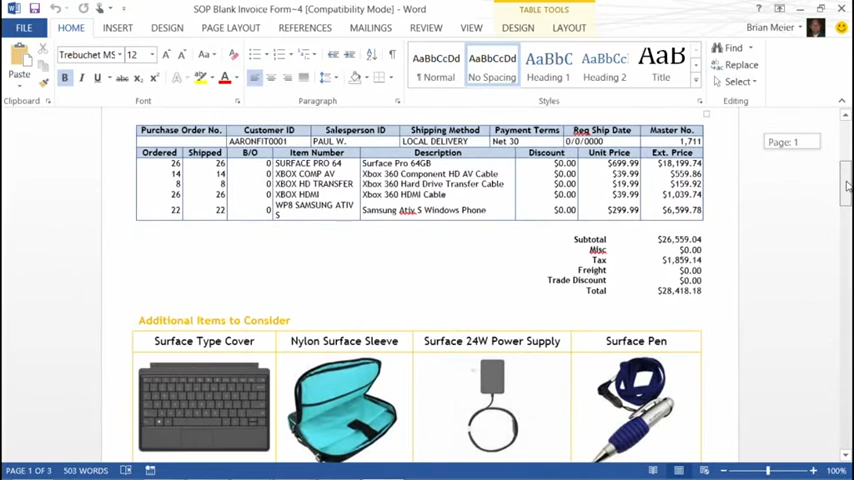 SOP Blank Invoice Form~4 [Compatibility Mode] - Word
TABLE TOOLS
FILE HOME INSERT DESIGN PAGE LAYOUT REFERENCES MAILINGS REVIEW VIEW DESIGN LAYOUT Brian Meier
Trebuchet MS 12 Aa
AaBbCcDd AaBbCcDd AaBbC AaBbCc AaBb
Find
Replace
Select
Paste
B I U abc x₂ x² A
¶ Normal No Spacing Heading 1 Heading 2 Title
Clipboard Font Paragraph Styles Editing
Page: 1
Purchase Order No. Customer ID Salesperson ID Shipping Method Payment Terms Req Ship Date Master No.
AARONFIT0001 PAUL W. LOCAL DELIVERY Net 30 0/0/0000 1,711
Ordered Shipped B/O Item Number Description Discount Unit Price Ext. Price
26 26 0 SURFACE PRO 64 Surface Pro 64GB $0.00 $699.99 $18,199.74
14 14 0 XBOX COMP AV Xbox 360 Component HD AV Cable $0.00 $39.99 $559.86
8 8 0 XBOX HD TRANSFER Xbox 360 Hard Drive Transfer Cable $0.00 $19.99 $159.92
26 26 0 XBOX HDMI Xbox 360 HDMI Cable $0.00 $39.99 $1,039.74
22 22 0 WP8 SAMSUNG ATIV S Samsung Ativ S Windows Phone $0.00 $299.99 $6,599.78
Subtotal $26,559.04
Misc $0.00
Tax $1,859.14
Freight $0.00
Trade Discount $0.00
Total $28,418.18
Additional Items to Consider
Surface Type Cover Nylon Surface Sleeve Surface 24W Power Supply Surface Pen
PAGE 1 OF 3 503 WORDS 100%